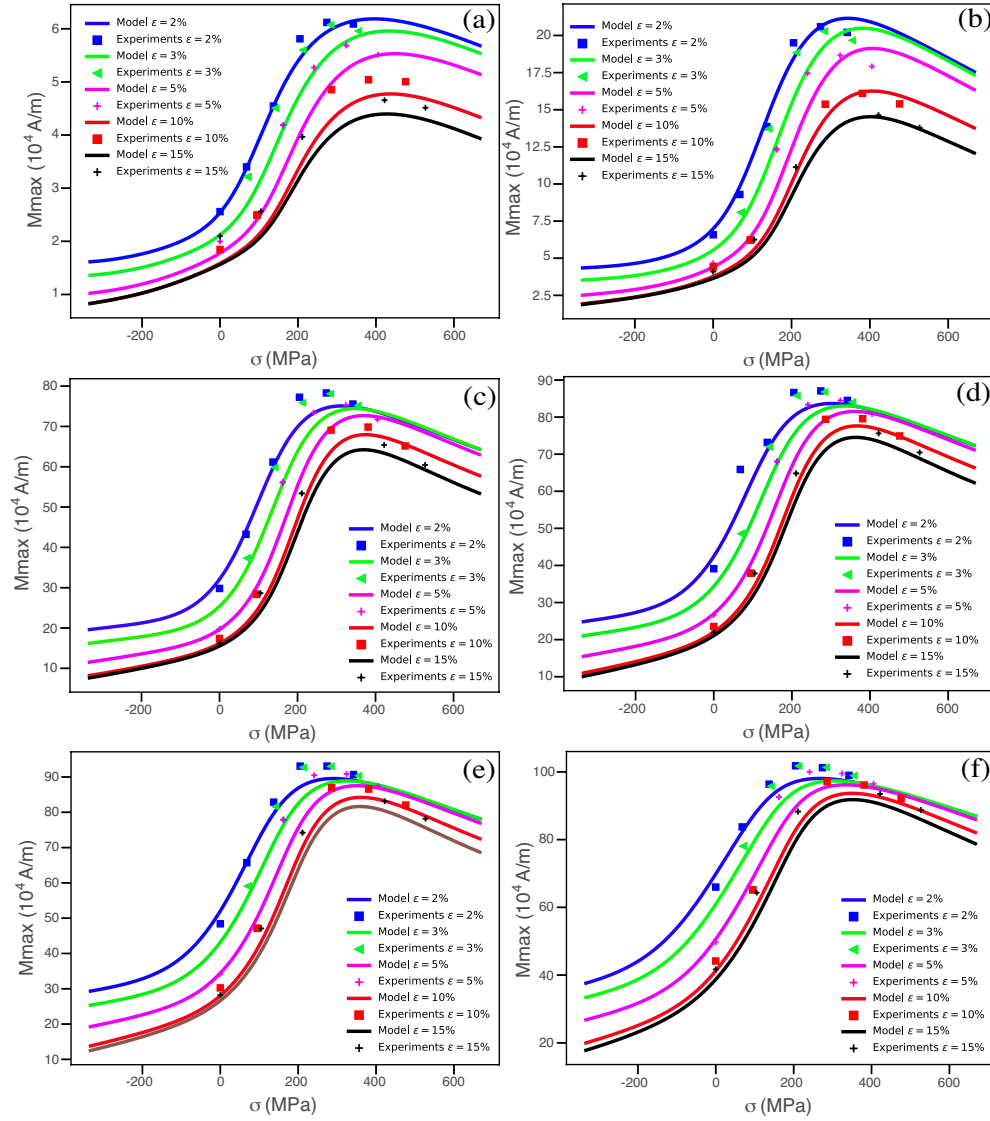 (a)
Model ε = 2%
Experiments ε = 2%
Model ε = 3%
Experiments ε = 3%
Model ε = 5%
Experiments ε = 5%
Model ε = 10%
Experiments ε = 10%
Model ε = 15%
Experiments ε = 15%
Mmax (10⁴ A/m)
6
5
4
3
2
1
-200 0 200 400 600
σ (MPa)
(b)
Model ε = 2%
Experiments ε = 2%
Model ε = 3%
Experiments ε = 3%
Model ε = 5%
Experiments ε = 5%
Model ε = 10%
Experiments ε = 10%
Model ε = 15%
Experiments ε = 15%
Mmax (10⁴ A/m)
20
17.5
15
12.5
10
7.5
5
2.5
-200 0 200 400 600
σ (MPa)
(c)
Mmax (10⁴ A/m)
80
70
60
50
40
30
20
10
Model ε = 2%
Experiments ε = 2%
Model ε = 3%
Experiments ε = 3%
Model ε = 5%
Experiments ε = 5%
Model ε = 10%
Experiments ε = 10%
Model ε = 15%
Experiments ε = 15%
-200 0 200 400 600
σ (MPa)
(d)
Mmax (10⁴ A/m)
90
80
70
60
50
40
30
20
10
Model ε = 2%
Experiments ε = 2%
Model ε = 3%
Experiments ε = 3%
Model ε = 5%
Experiments ε = 5%
Model ε = 10%
Experiments ε = 10%
Model ε = 15%
Experiments ε = 15%
-200 0 200 400 600
σ (MPa)
(e)
Mmax (10⁴ A/m)
90
80
70
60
50
40
30
20
10
Model ε = 2%
Experiments ε = 2%
Model ε = 3%
Experiments ε = 3%
Model ε = 5%
Experiments ε = 5%
Model ε = 10%
Experiments ε = 10%
Model ε = 15%
Experiments ε = 15%
-200 0 200 400 600
σ (MPa)
(f)
Mmax (10⁴ A/m)
100
80
60
40
20
Model ε = 2%
Experiments ε = 2%
Model ε = 3%
Experiments ε = 3%
Model ε = 5%
Experiments ε = 5%
Model ε = 10%
Experiments ε = 10%
Model ε = 15%
Experiments ε = 15%
-200 0 200 400 600
σ (MPa)